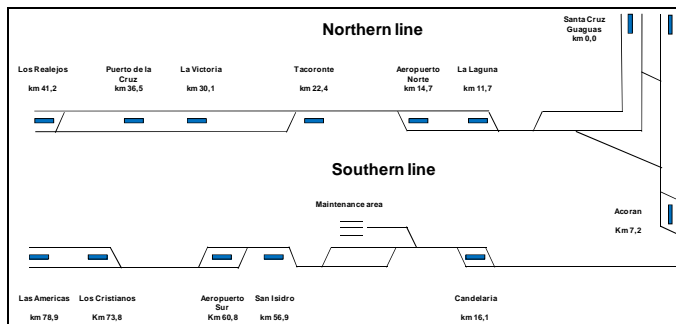 Northern line
Santa Cruz
Guaguas
km 0,0
Los Realejos
km 41,2
Puerto de la
Cruz
km 36,5
La Victoria
km 30,1
Tacoronte
km 22,4
Aeropuerto
Norte
km 14,7
La Laguna
km 11,7
Southern line
Maintenance area
Acoran
Km 7,2
Las Americas
km 78,9
Los Cristianos
Km 73,8
Aeropuerto
Sur
Km 60,8
San Isidro
km 56,9
Candelaria
km 16,1